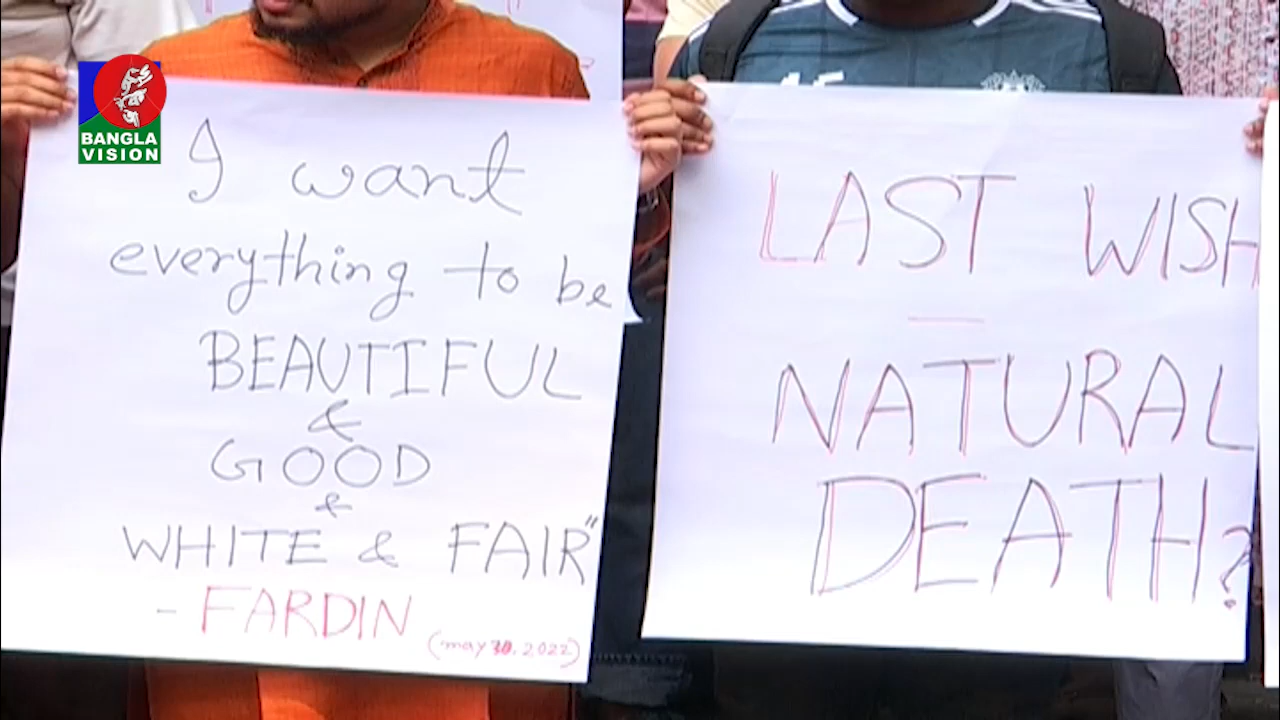 BANGLA
VISION
I want
everything to be
BEAUTIFUL
&
GOOD
&
WHITE & FAIR"
- FARDIN
(may 30, 2022)
LAST WISH
—
NATURAL
DEATH?